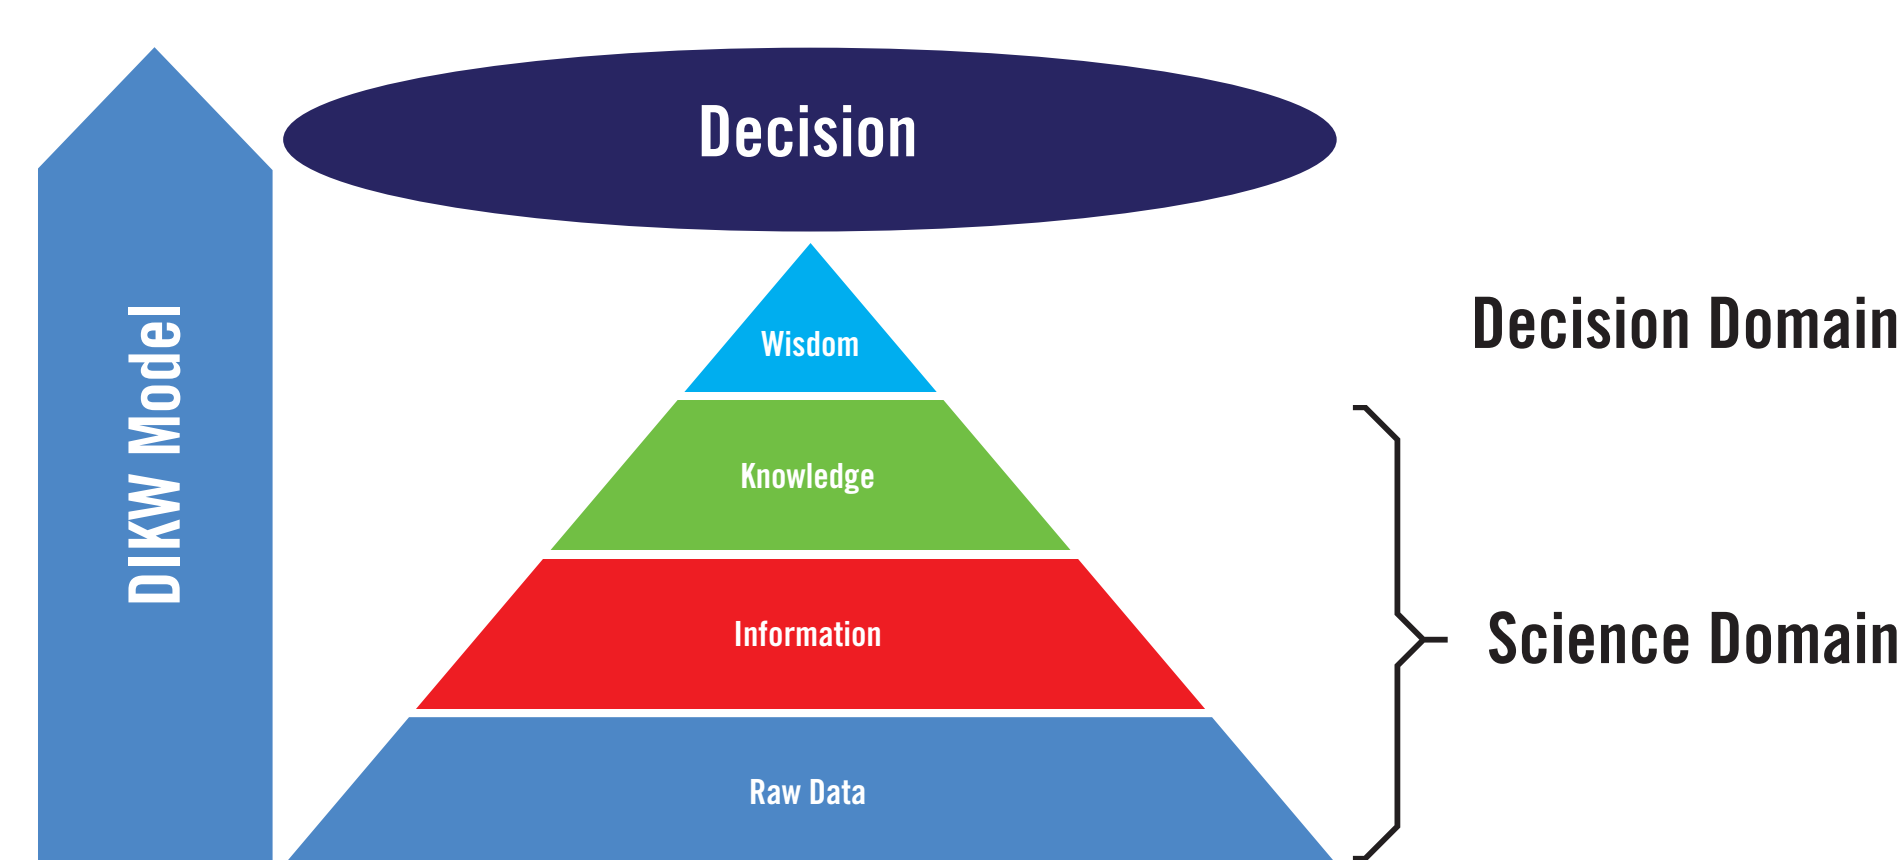 Decision
DIKW Model
Wisdom
Decision Domain
Knowledge
Information
Science Domain
Raw Data